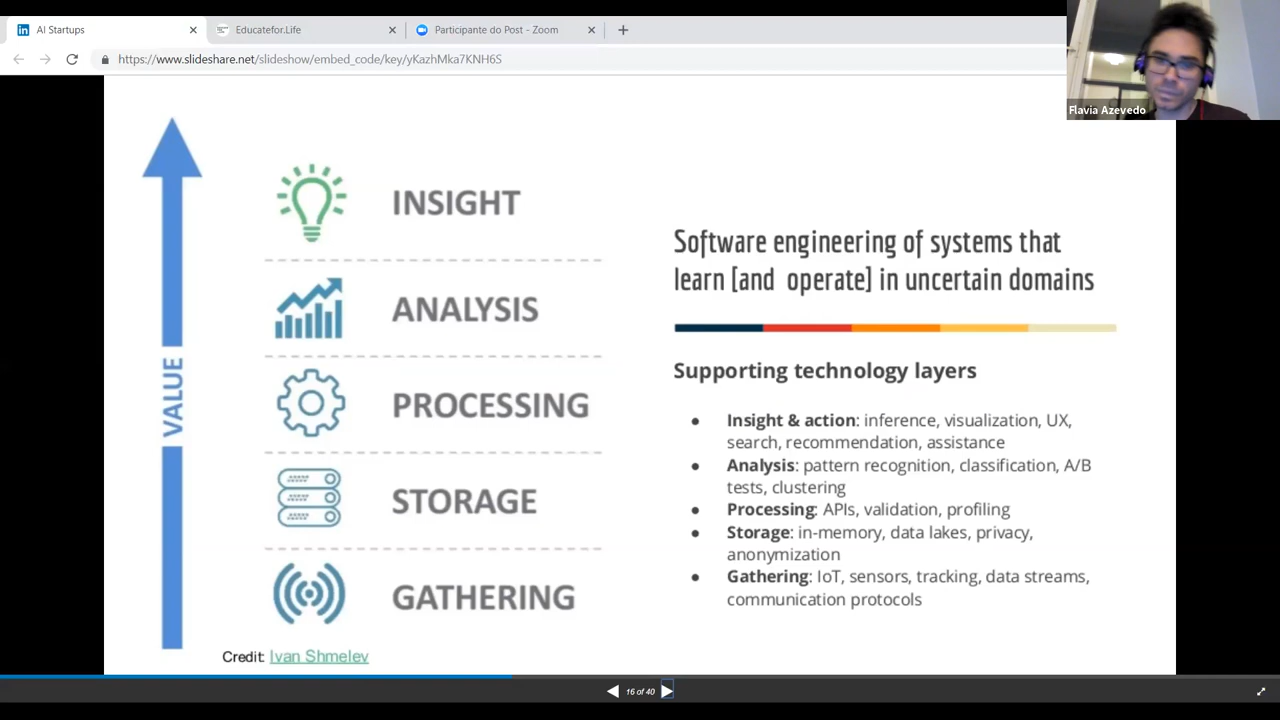 AI Startups
Educatefor.Life
Participante do Post - Zoom
https://www.slideshare.net/slideshow/embed_code/key/yKazhMka7KNH6S
Flavia Azevedo
VALUE
INSIGHT
ANALYSIS
PROCESSING
STORAGE
GATHERING
Credit: Ivan Shmelev
Software engineering of systems that
learn [and operate] in uncertain domains
Supporting technology layers
● Insight & action: inference, visualization, UX,
search, recommendation, assistance
● Analysis: pattern recognition, classification, A/B
tests, clustering
● Processing: APIs, validation, profiling
● Storage: in-memory, data lakes, privacy,
anonymization
● Gathering: IoT, sensors, tracking, data streams,
communication protocols
16 of 40